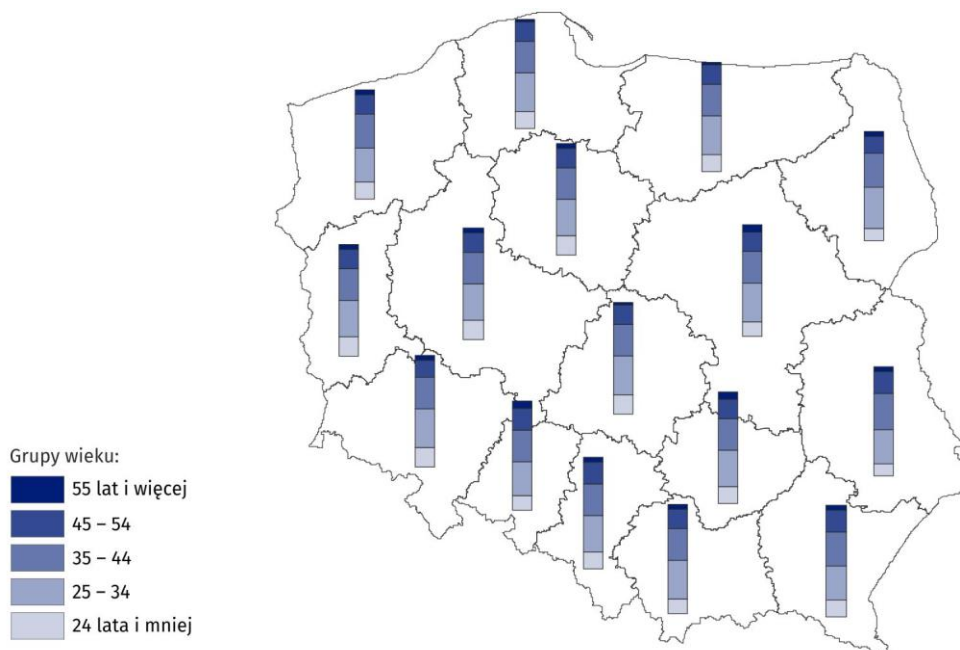 Grupy wieku:
55 lat i więcej
45 – 54
35 – 44
25 – 34
24 lata i mniej